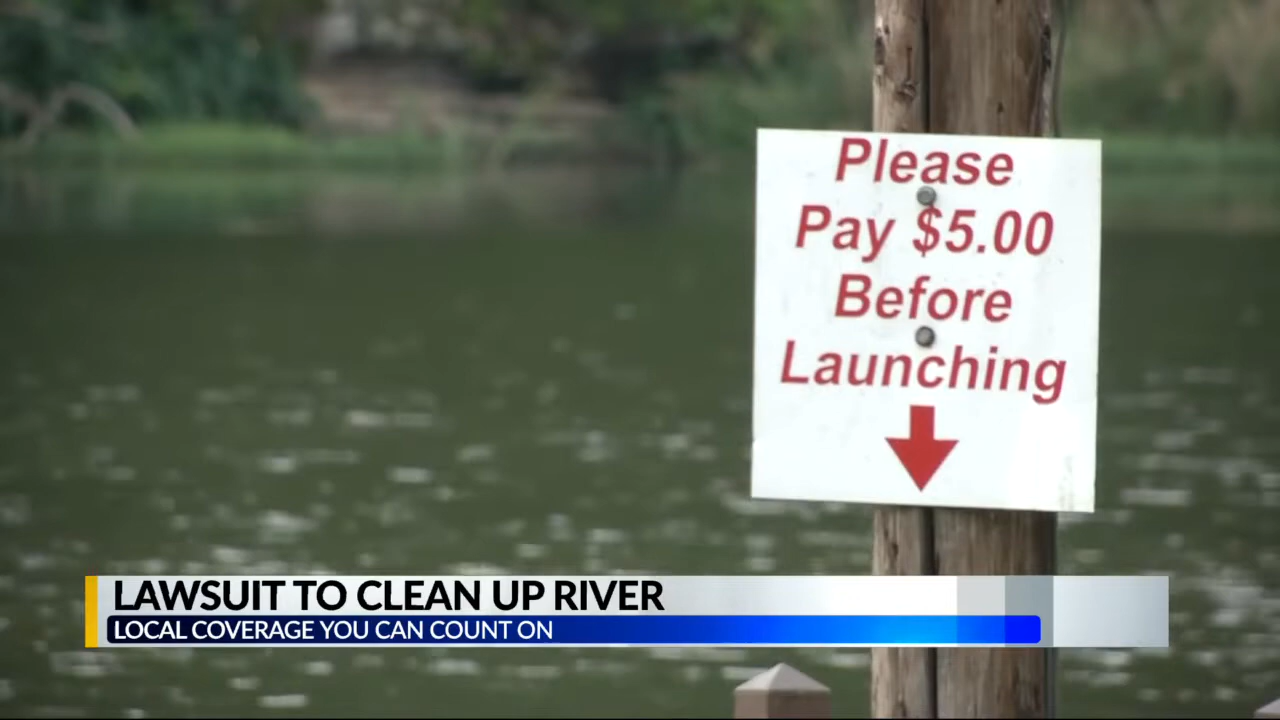 Please
Pay $5.00
Before
Launching
LAWSUIT TO CLEAN UP RIVER
LOCAL COVERAGE YOU CAN COUNT ON